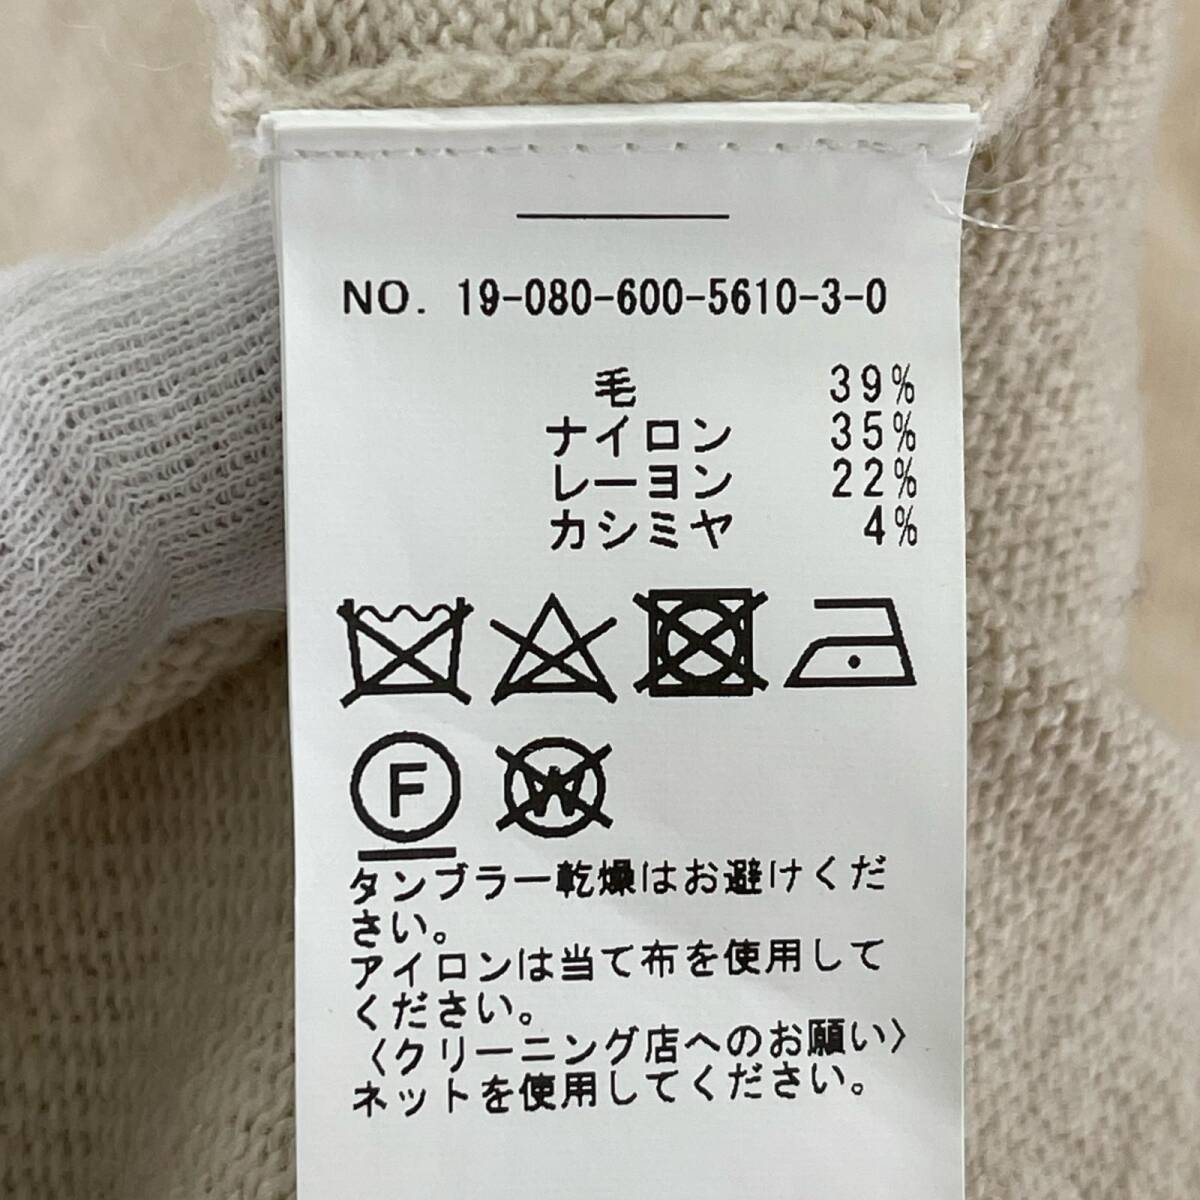 NO. 19-080-600-5610-3-0
毛 39%
ナイロン 35%
レーヨン 22%
カシミヤ 4%
F W
タンブラー乾燥はお避けくだ
さい。
アイロンは当て布を使用して
ください。
〈クリーニング店へのお願い〉
ネットを使用してください。